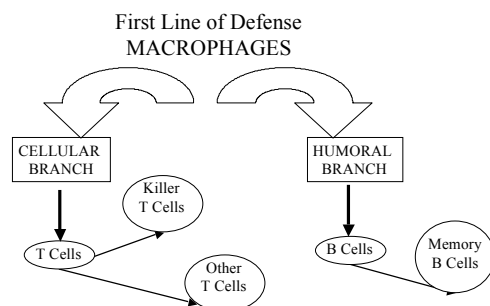 First Line of Defense
MACROPHAGES
CELLULAR
BRANCH
HUMORAL
BRANCH
Killer
T Cells
T Cells
Other
T Cells
B Cells
Memory
B Cells